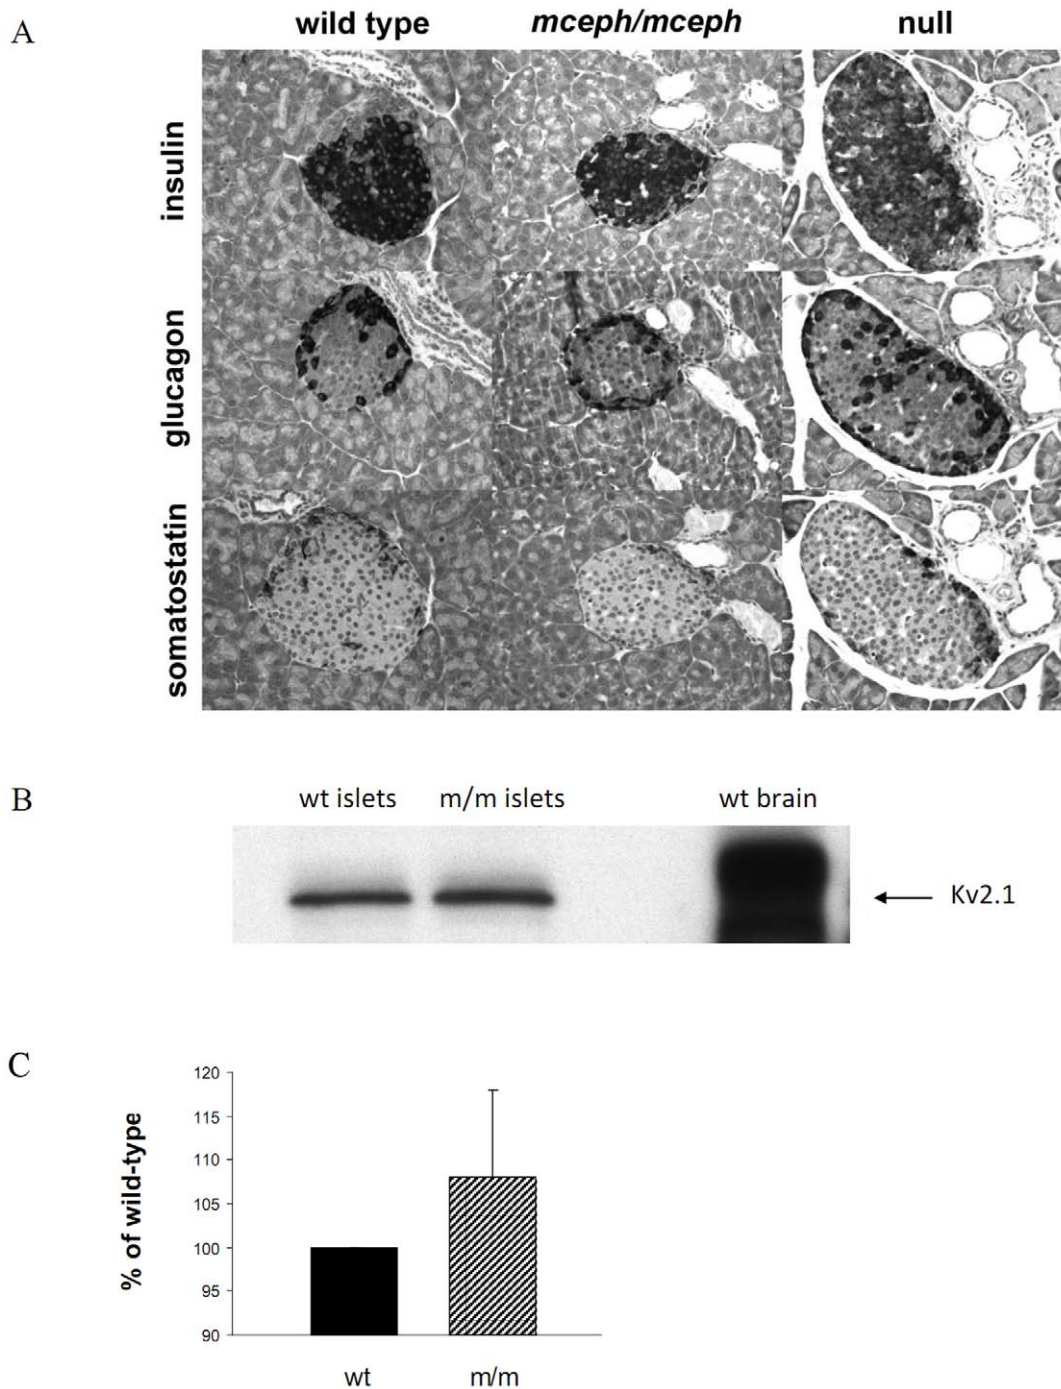 A
wild type mceph/mceph null
insulin
glucagon
somatostatin
B
wt islets m/m islets wt brain
Kv2.1
C
% of wild-type
120
115
110
105
100
95
90
wt m/m